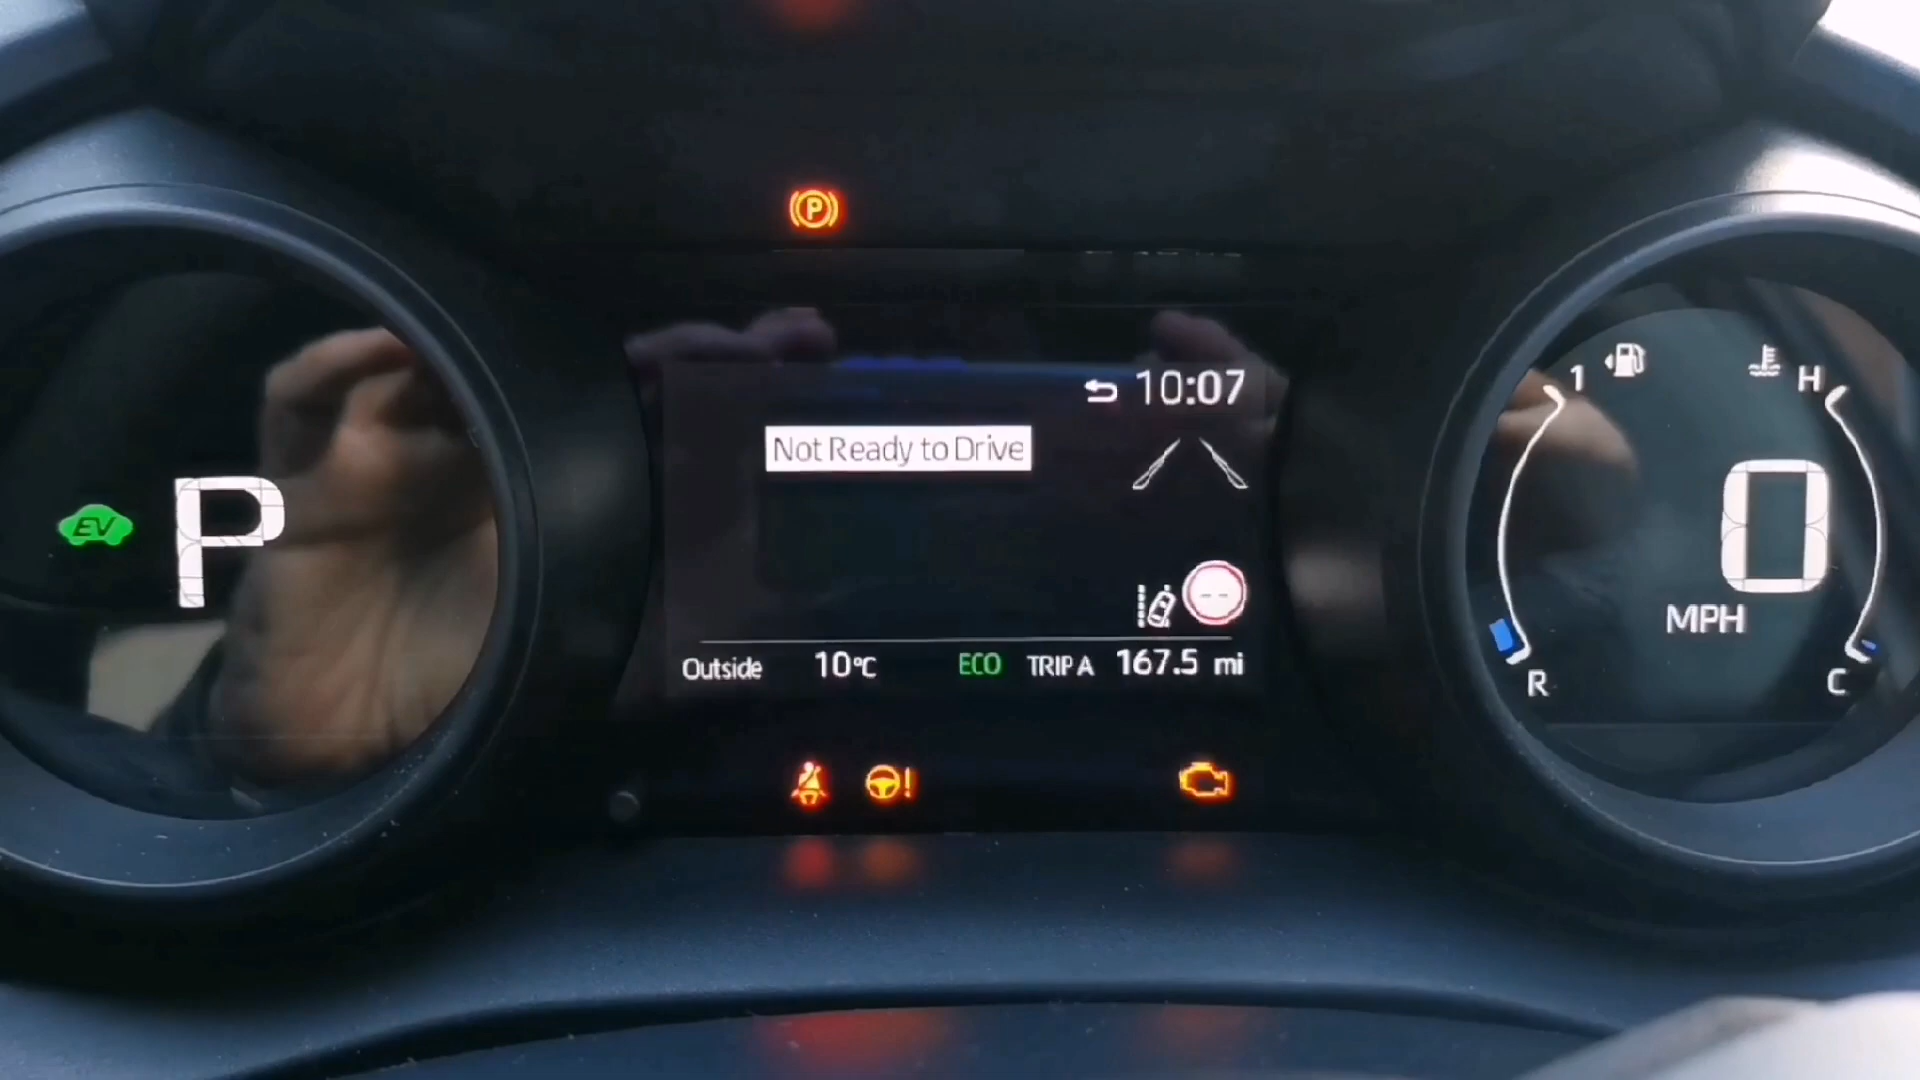 P
10:07
Not Ready to Drive
EV
P
--
Outside 10°C ECO TRIP A 167.5 mi
!
1 H
0
MPH
R C